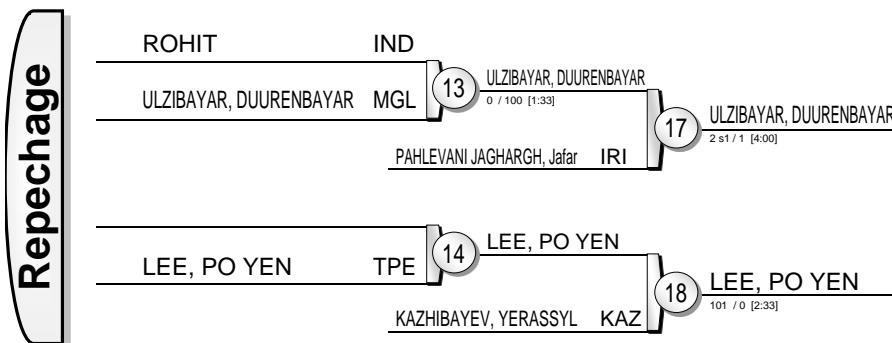 Repechage
ROHIT IND
ULZIBAYAR, DUURENBAYAR MGL
13
ULZIBAYAR, DUURENBAYAR
0 / 100 [1:33]
PAHLEVANI JAGHARGH, Jafar IRI
17
ULZIBAYAR, DUURENBAYAR
2 s1 / 1 [4:00]
LEE, PO YEN TPE
14
LEE, PO YEN
KAZHIBAYEV, YERASSYL KAZ
18
LEE, PO YEN
101 / 0 [2:33]